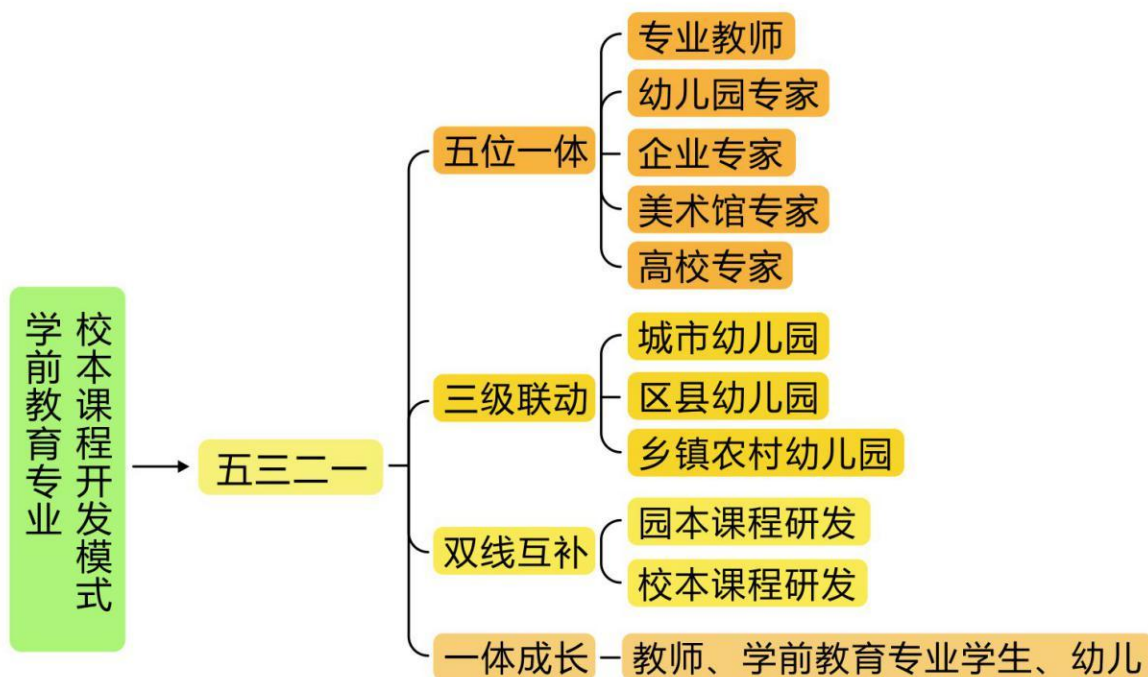 学前教育专业
校本课程开发模式
五三二一
五位一体
专业教师
幼儿园专家
企业专家
美术馆专家
高校专家
三级联动
城市幼儿园
区县幼儿园
乡镇农村幼儿园
双线互补
园本课程研发
校本课程研发
一体成长
教师、学前教育专业学生、幼儿